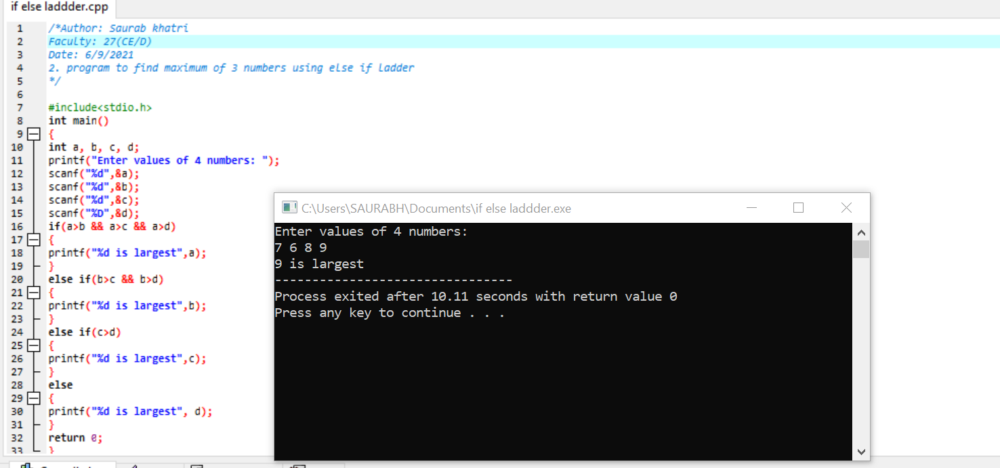 if else laddder.cpp
1 /*Author: Saurab khatri
2 Faculty: 27(CE/D)
3 Date: 6/9/2021
4 2. program to find maximum of 3 numbers using else if ladder
5 */
6
7 #include<stdio.h>
8 int main()
9 {
10 int a, b, c, d;
11 printf("Enter values of 4 numbers: ");
12 scanf("%d",&a);
13 scanf("%d",&b);
14 scanf("%d",&c);
15 scanf("%D",&d);
16 if(a>b && a>c && a>d)
17 {
18 printf("%d is largest",a);
19 }
20 else if(b>c && b>d)
21 {
22 printf("%d is largest",b);
23 }
24 else if(c>d)
25 {
26 printf("%d is largest",c);
27 }
28 else
29 {
30 printf("%d is largest", d);
31 }
32 return 0;
33 }
C:\Users\SAURABH\Documents\if else laddder.exe
Enter values of 4 numbers:
7 6 8 9
9 is largest
--------------------------------
Process exited after 10.11 seconds with return value 0
Press any key to continue . . .